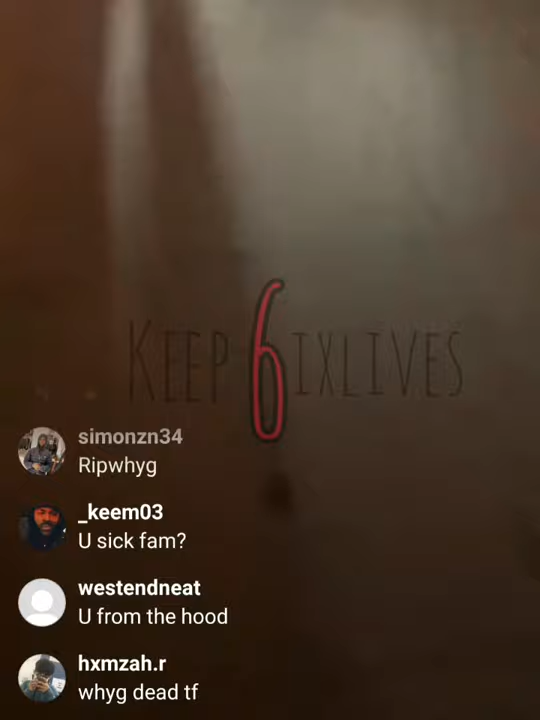 KEEP 6IXLIVES
simonzn34
Ripwhyg
_keem03
U sick fam?
westendneat
U from the hood
hxmzah.r
whyg dead tf